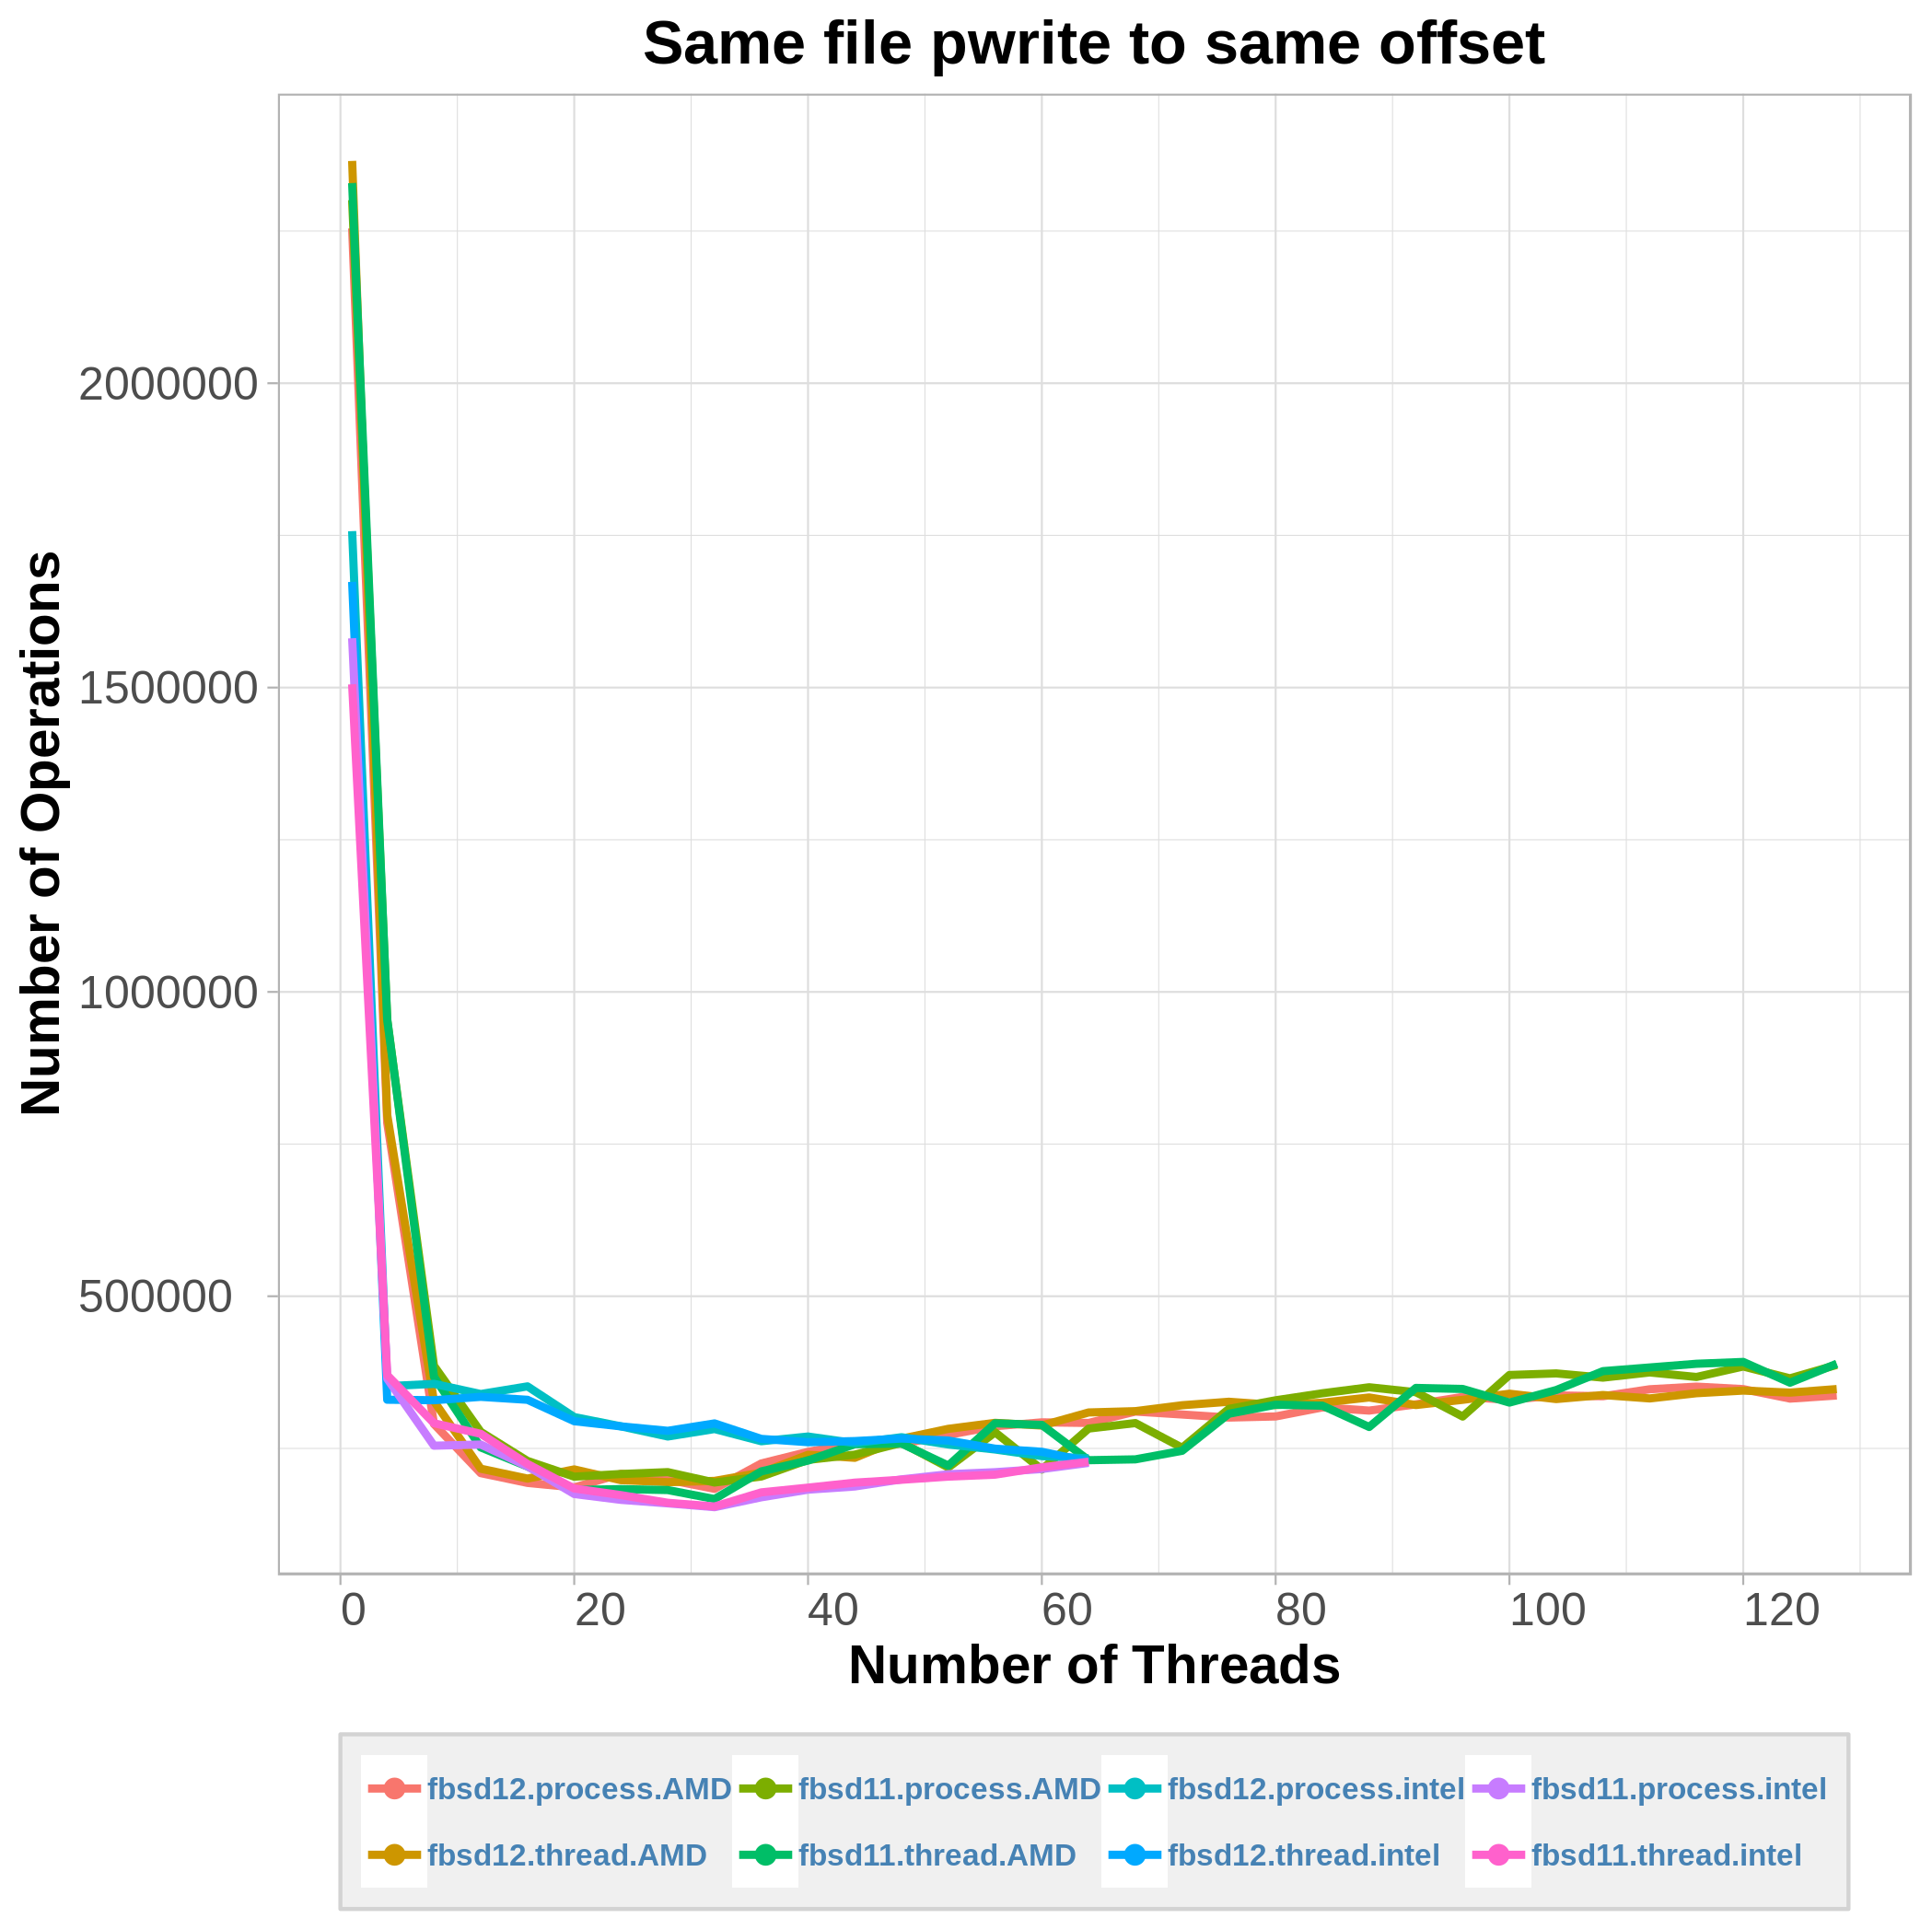 Same file pwrite to same offset
Number of Operations
2000000
1500000
1000000
500000
0 20 40 60 80 100 120
Number of Threads
fbsd12.process.AMD fbsd11.process.AMD fbsd12.process.intel fbsd11.process.intel
fbsd12.thread.AMD fbsd11.thread.AMD fbsd12.thread.intel fbsd11.thread.intel